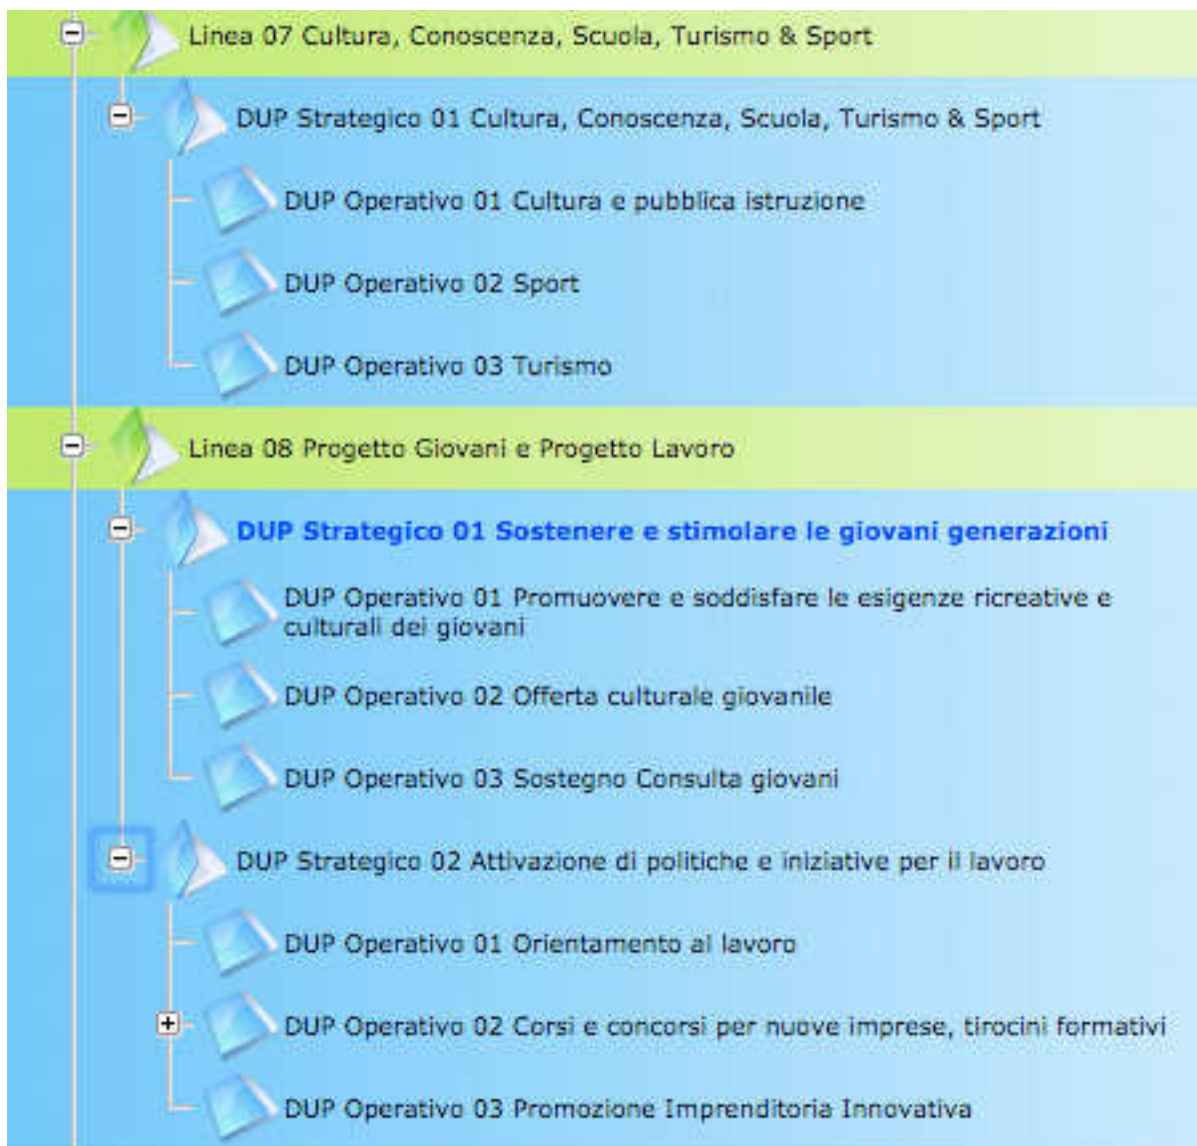 Linea 07 Cultura, Conoscenza, Scuola, Turismo & Sport
DUP Strategico 01 Cultura, Conoscenza, Scuola, Turismo & Sport
DUP Operativo 01 Cultura e pubblica istruzione
DUP Operativo 02 Sport
DUP Operativo 03 Turismo
Linea 08 Progetto Giovani e Progetto Lavoro
DUP Strategico 01 Sostenere e stimolare le giovani generazioni
DUP Operativo 01 Promuovere e soddisfare le esigenze ricreative e
culturali dei giovani
DUP Operativo 02 Offerta culturale giovanile
DUP Operativo 03 Sostegno Consulta giovani
DUP Strategico 02 Attivazione di politiche e iniziative per il lavoro
DUP Operativo 01 Orientamento al lavoro
DUP Operativo 02 Corsi e concorsi per nuove imprese, tirocini formativi
DUP Operativo 03 Promozione Imprenditoria Innovativa